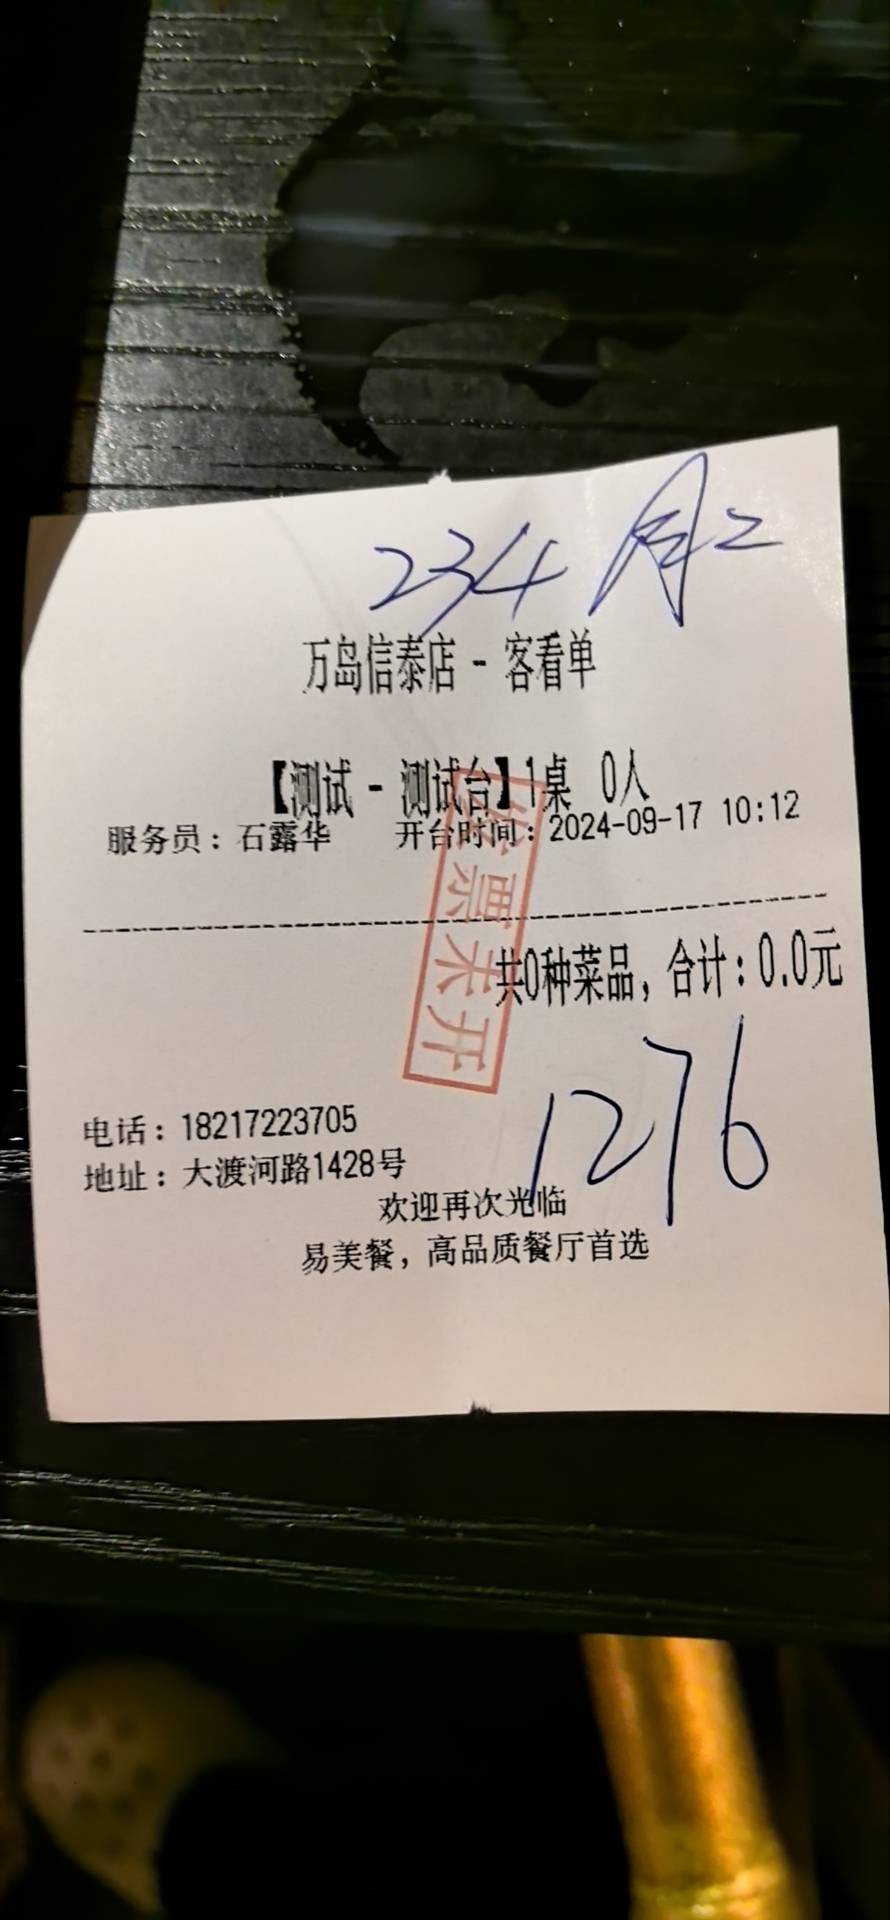 234 月2
万岛信泰店 - 客看单
【测试 - 测试台】1桌 0人
服务员：石露华 开台时间：2024-09-17 10:12
发票未开
共0种菜品，合计：0.0元
1276
电话：18217223705
地址：大渡河路1428号
欢迎再次光临
易美餐，高品质餐厅首选